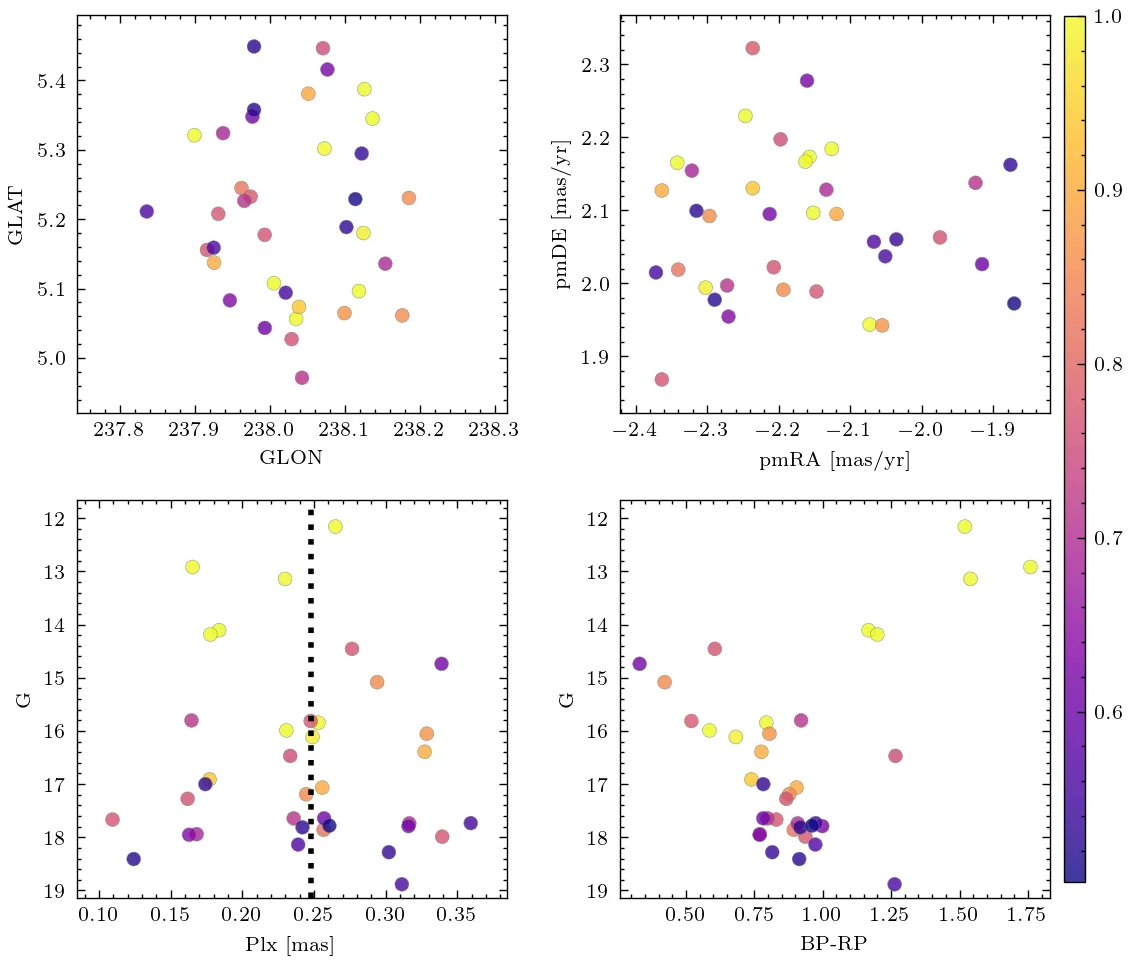 5.4
5.3
5.2
5.1
5.0
GLAT
237.8 237.9 238.0 238.1 238.2 238.3
GLON
2.3
2.2
2.1
2.0
1.9
pmDE [mas/yr]
−2.4 −2.3 −2.2 −2.1 −2.0 −1.9
pmRA [mas/yr]
1.0
0.9
0.8
0.7
0.6
12
13
14
15
16
17
18
19
G
0.10 0.15 0.20 0.25 0.30 0.35
Plx [mas]
12
13
14
15
16
17
18
19
G
0.50 0.75 1.00 1.25 1.50 1.75
BP-RP